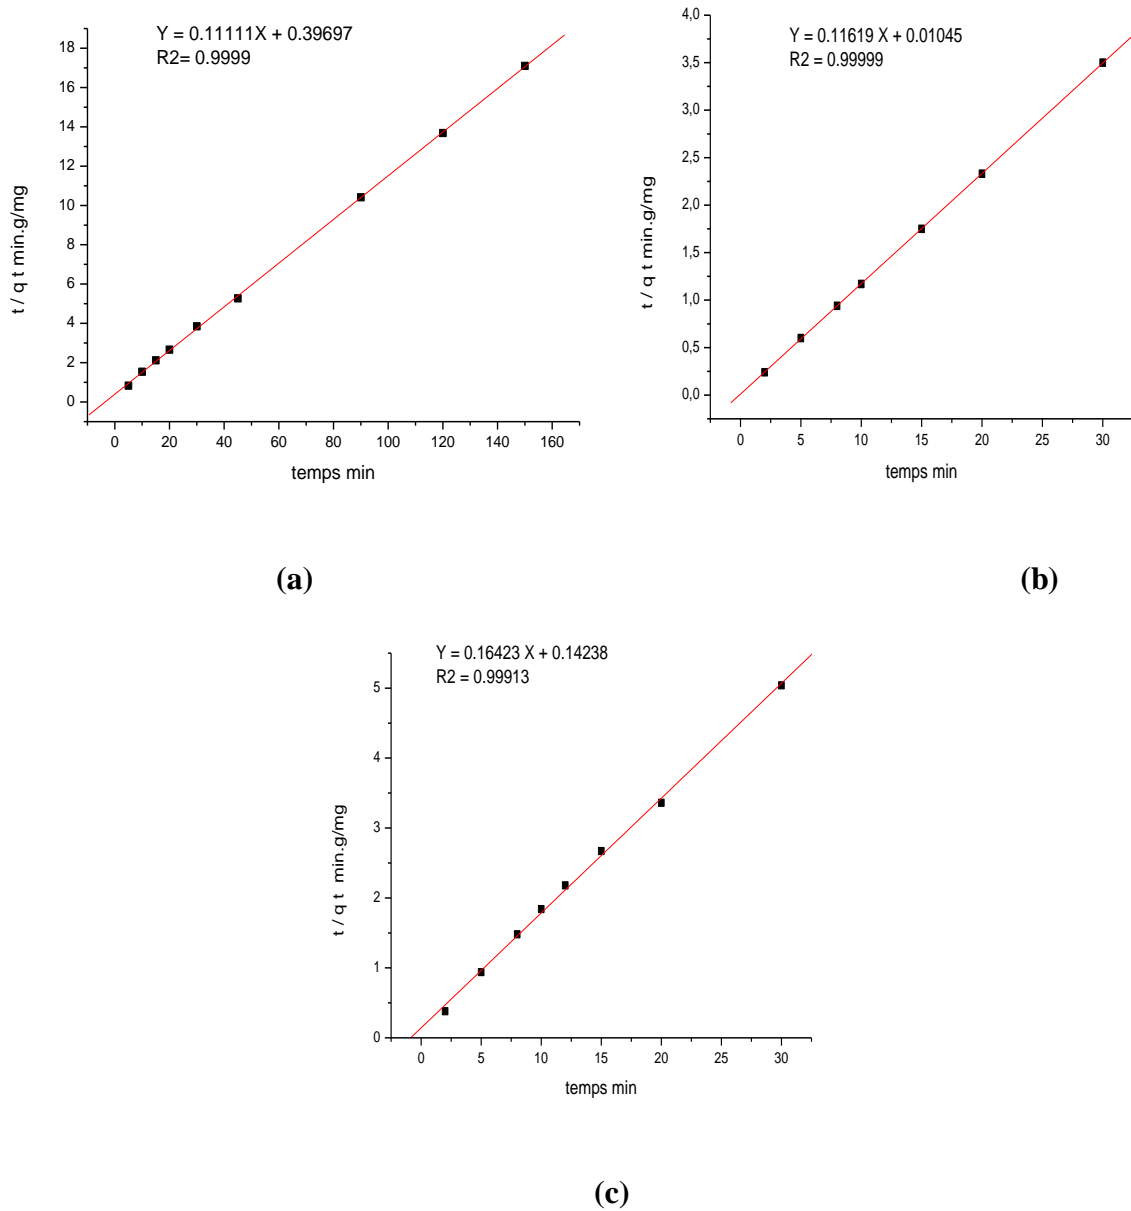 Y = 0.11111X + 0.39697
R2= 0.9999
18
16
14
12
10
8
6
4
2
0
t / q t min.g/mg
0 20 40 60 80 100 120 140 160
temps min
(a)
Y = 0.11619 X + 0.01045
R2 = 0.99999
4,0
3,5
3,0
2,5
2,0
1,5
1,0
0,5
0,0
t / q t min.g/mg
0 5 10 15 20 25 30
temps min
(b)
Y = 0.16423 X + 0.14238
R2 = 0.99913
5
4
3
2
1
0
t / q t min.g/mg
0 5 10 15 20 25 30
temps min
(c)